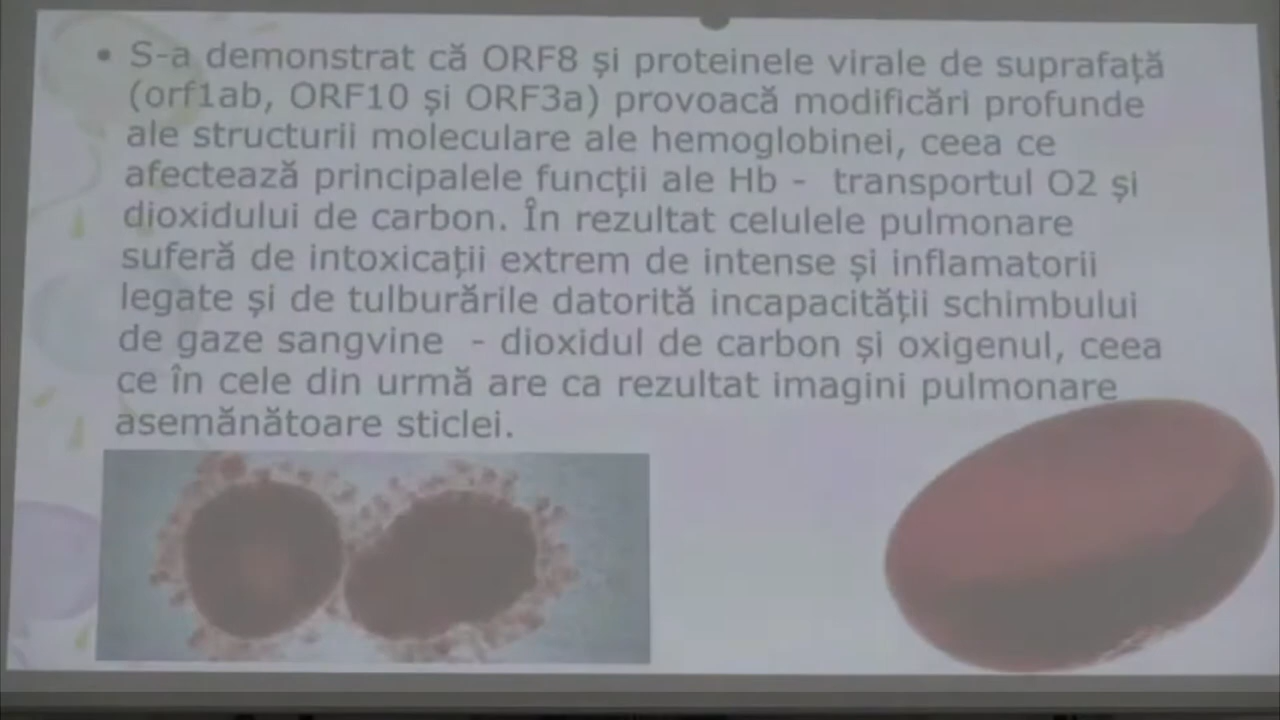 • S-a demonstrat că ORF8 și proteinele virale de suprafață
(orf1ab, ORF10 și ORF3a) provoacă modificări profunde
ale structurii moleculare ale hemoglobinei, ceea ce
afectează principalele funcții ale Hb - transportul O2 și
dioxidului de carbon. În rezultat celulele pulmonare
suferă de intoxicații extrem de intense și inflamatorii
legate și de tulburările datorită incapacității schimbului
de gaze sangvine - dioxidul de carbon și oxigenul, ceea
ce în cele din urmă are ca rezultat imagini pulmonare
asemănătoare sticlei.